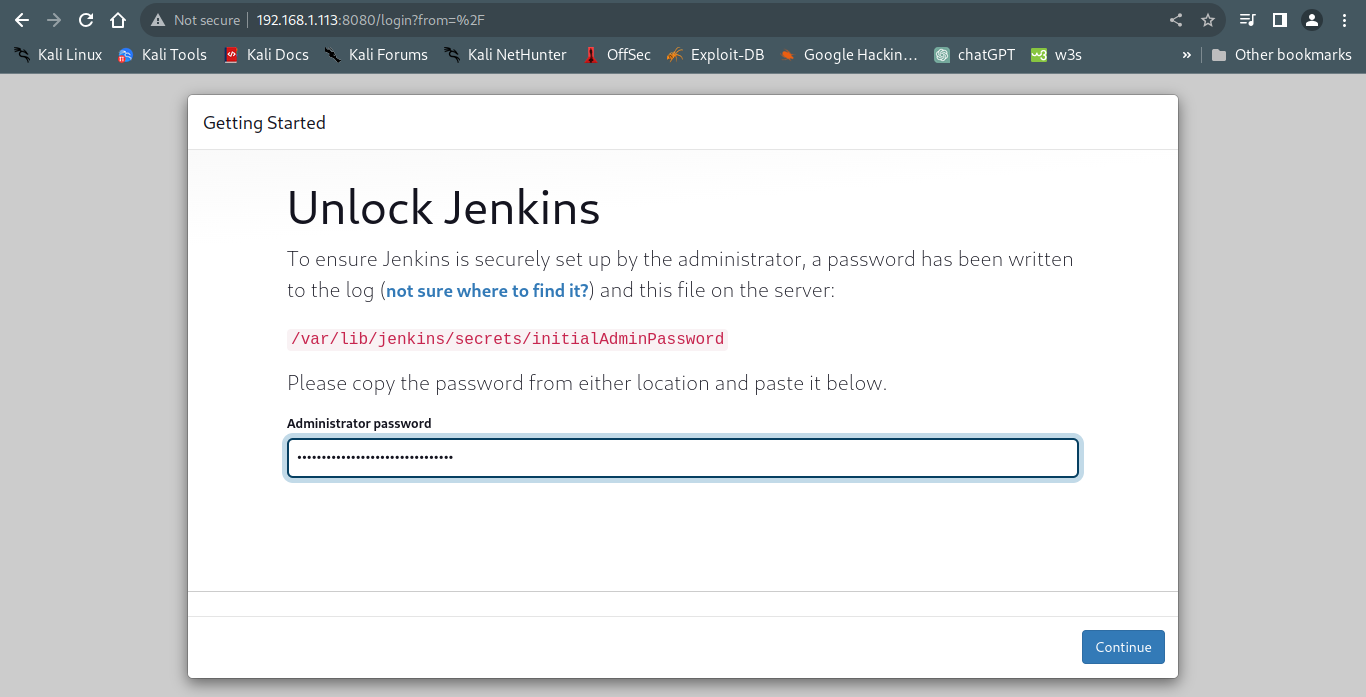 Not secure 192.168.1.113:8080/login?from=%2F
Kali Linux Kali Tools Kali Docs Kali Forums Kali NetHunter OffSec Exploit-DB Google Hackin... chatGPT w3s » Other bookmarks
Getting Started
Unlock Jenkins
To ensure Jenkins is securely set up by the administrator, a password has been written
to the log (not sure where to find it?) and this file on the server:
/var/lib/jenkins/secrets/initialAdminPassword
Please copy the password from either location and paste it below.
Administrator password
••••••••••••••••••••••••••••••••
Continue